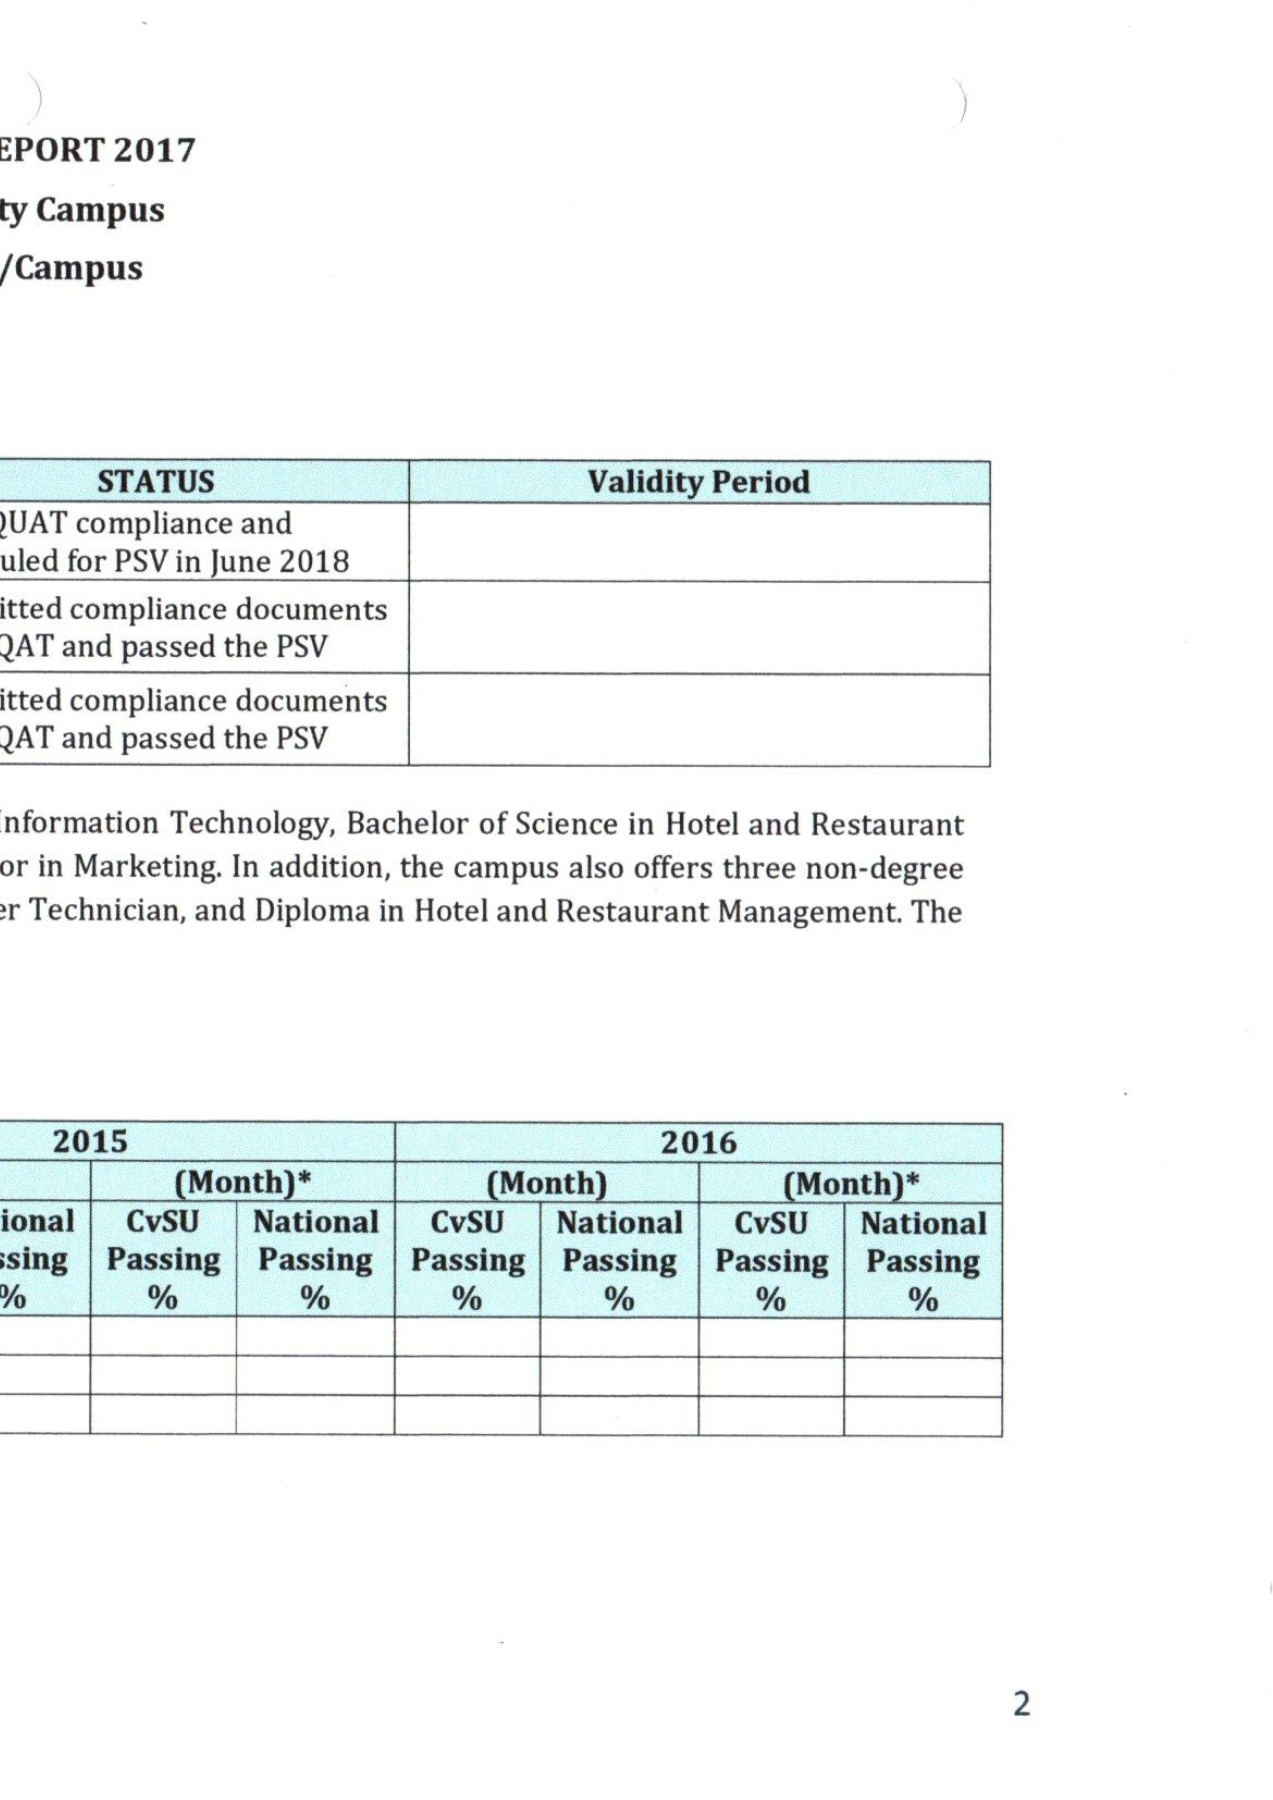 EPORT 2017
ty Campus
/Campus
STATUS Validity Period
QUAT compliance and
uled for PSV in June 2018
itted compliance documents
QAT and passed the PSV
itted compliance documents
QAT and passed the PSV
Information Technology, Bachelor of Science in Hotel and Restaurant
or in Marketing. In addition, the campus also offers three non-degree
er Technician, and Diploma in Hotel and Restaurant Management. The
2015 2016
(Month)* (Month) (Month)*
ional CvSU National CvSU National CvSU National
ssing Passing Passing Passing Passing Passing Passing
% % % % % % %
2